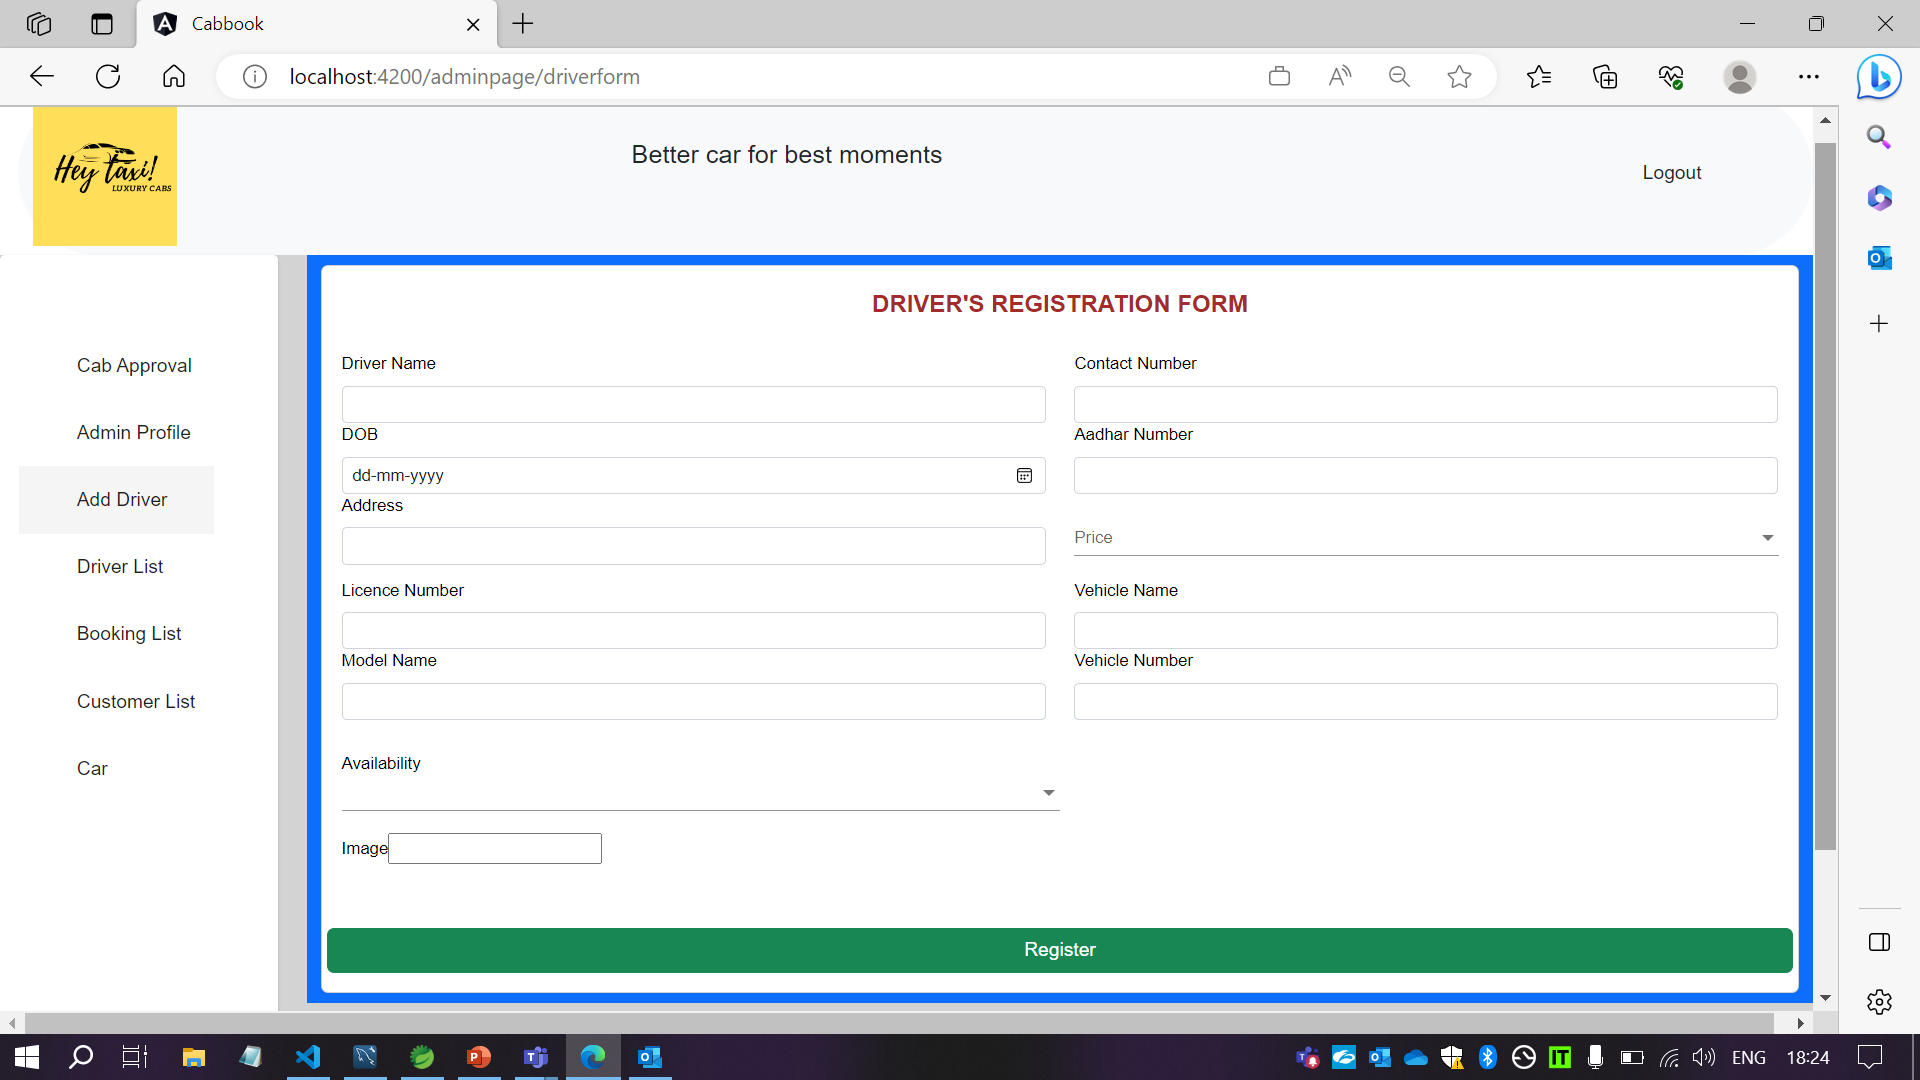 Cabbook
localhost:4200/adminpage/driverform
Hey Taxi!
LUXURY CABS
Better car for best moments
Logout
Cab Approval
Admin Profile
Add Driver
Driver List
Booking List
Customer List
Car
DRIVER'S REGISTRATION FORM
Driver Name
Contact Number
DOB
Aadhar Number
dd-mm-yyyy
Address
Price
Licence Number
Vehicle Name
Model Name
Vehicle Number
Availability
Image
Register
ENG
18:24